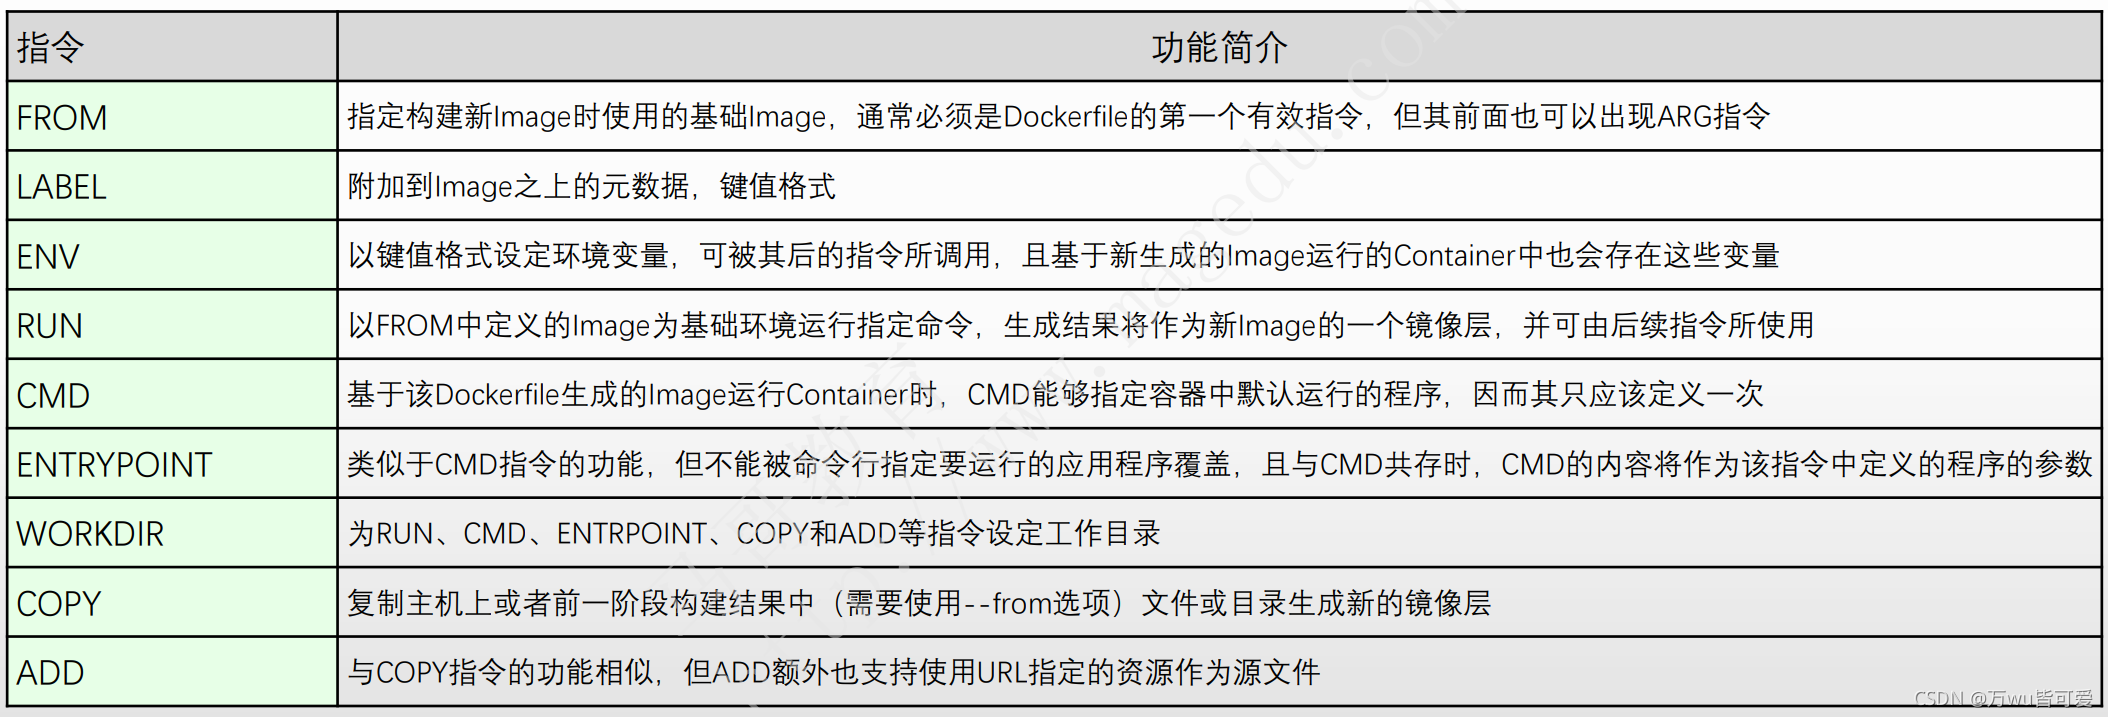 指令 功能简介
FROM 指定构建新Image时使用的基础Image，通常必须是Dockerfile的第一个有效指令，但其前面也可以出现ARG指令
LABEL 附加到Image之上的元数据，键值格式
ENV 以键值格式设定环境变量，可被其后的指令所调用，且基于新生成的Image运行的Container中也会存在这些变量
RUN 以FROM中定义的Image为基础环境运行指定命令，生成结果将作为新Image的一个镜像层，并可由后续指令所使用
CMD 基于该Dockerfile生成的Image运行Container时，CMD能够指定容器中默认运行的程序，因而其只应该定义一次
ENTRYPOINT 类似于CMD指令的功能，但不能被命令行指定要运行的应用程序覆盖，且与CMD共存时，CMD的内容将作为该指令中定义的程序的参数
WORKDIR 为RUN、CMD、ENTRPOINT、COPY和ADD等指令设定工作目录
COPY 复制主机上或者前一阶段构建结果中（需要使用--from选项）文件或目录生成新的镜像层
ADD 与COPY指令的功能相似，但ADD额外也支持使用URL指定的资源作为源文件
马哥教育
www.magedu.com
CSDN @万wu皆可爱